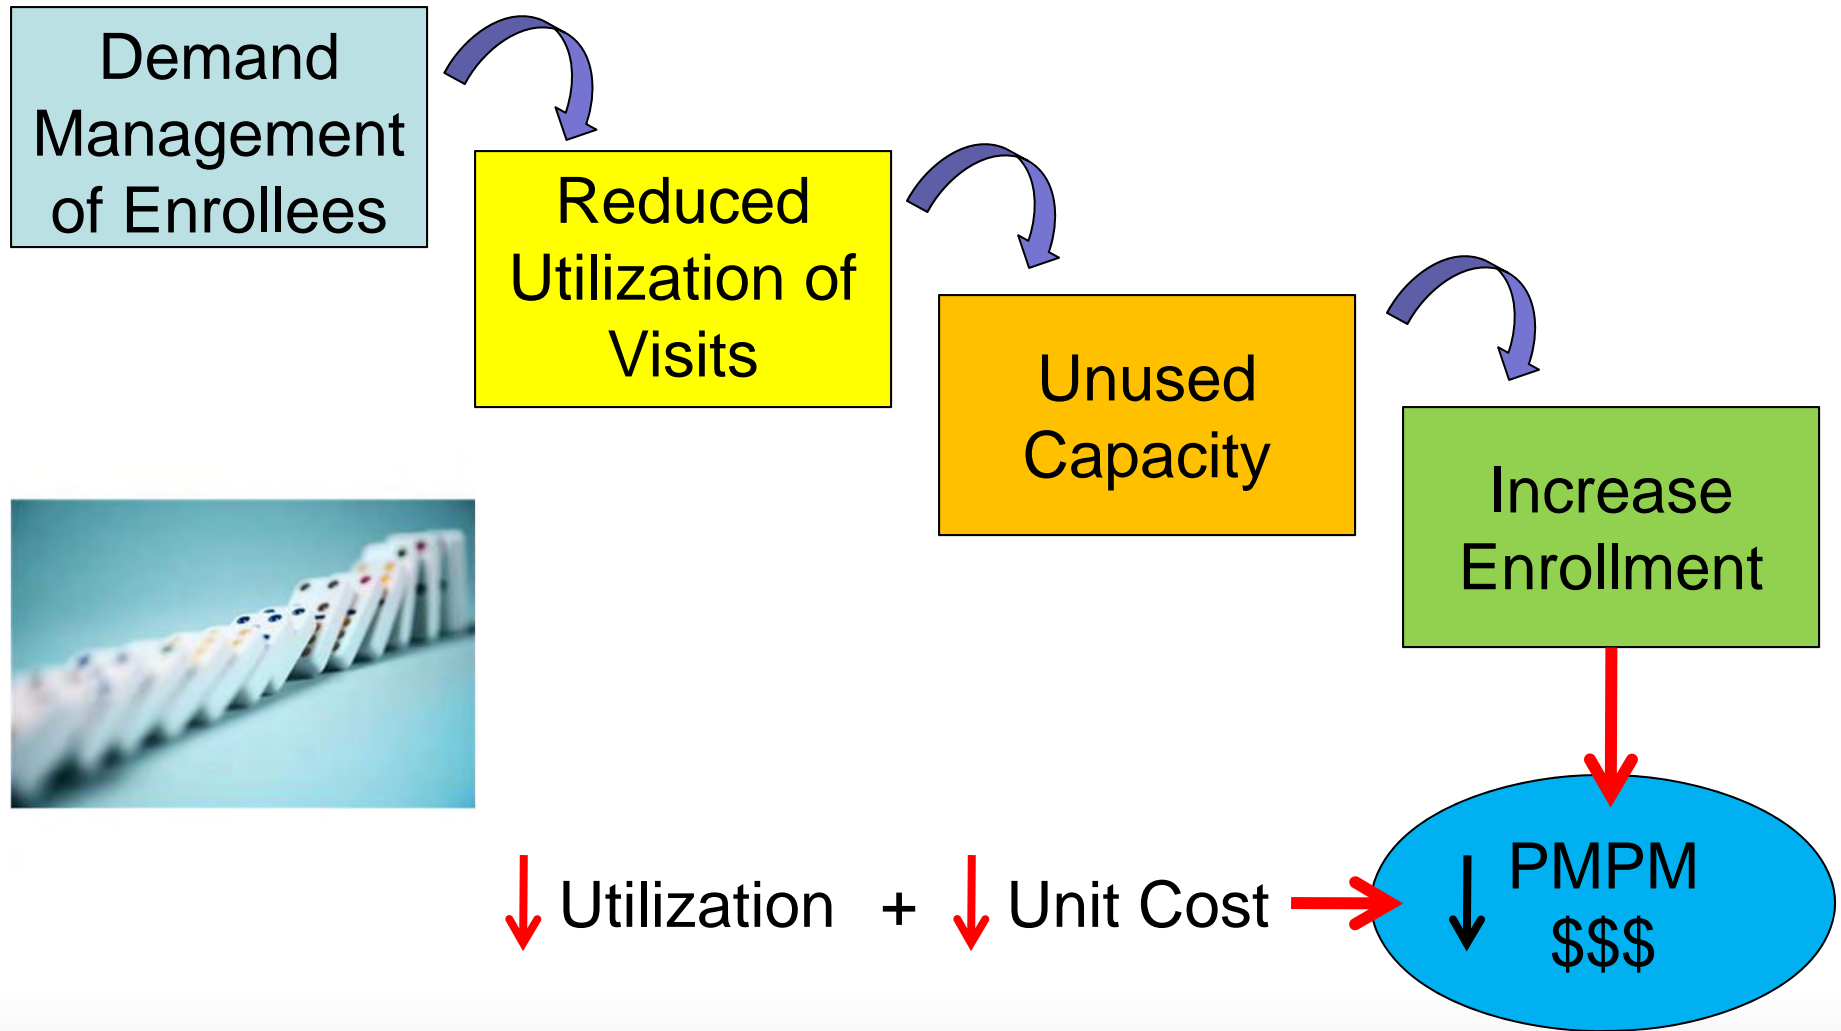 Demand
Management
of Enrollees
Reduced
Utilization of
Visits
Unused
Capacity
Increase
Enrollment
Utilization + Unit Cost
PMPM
$$$